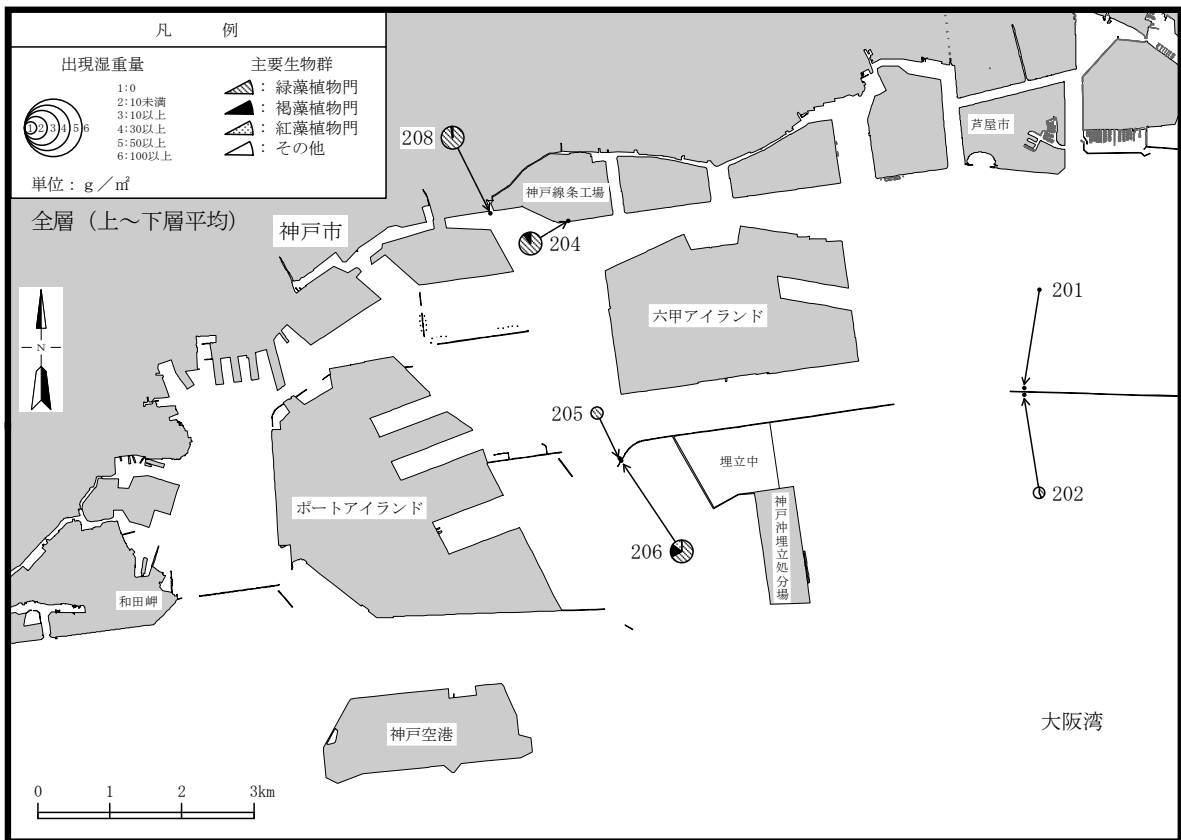 凡 例
出現湿重量
1:0
2:10未満
3:10以上
4:30以上
5:50以上
6:100以上
1 2 3 4 5 6
単位：g／㎡
主要生物群
：緑藻植物門
：褐藻植物門
：紅藻植物門
：その他
全層（上～下層平均）
神戸市
208
神戸線条工場
204
芦屋市
六甲アイランド
201
N
205
埋立中
202
ポートアイランド
206
神戸沖埋立処分場
和田岬
神戸空港
大阪湾
0 1 2 3km